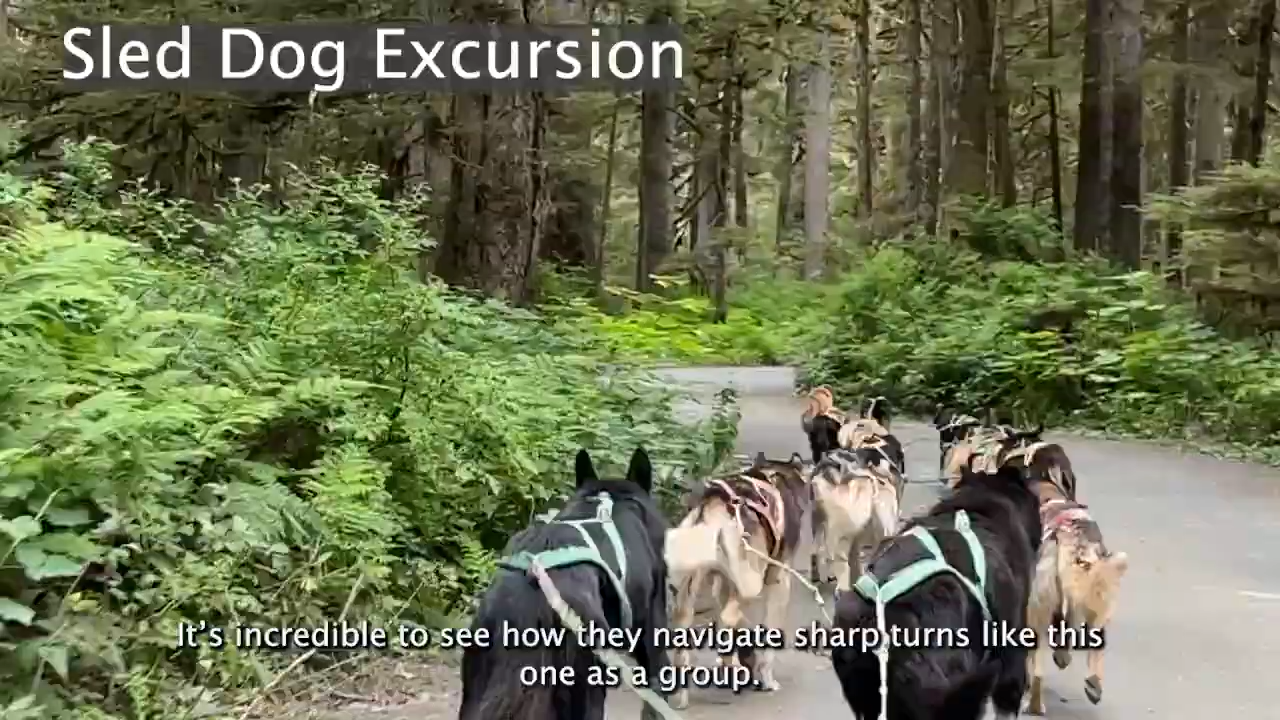 Sled Dog Excursion
It’s incredible to see how they navigate sharp turns like this
one as a group.